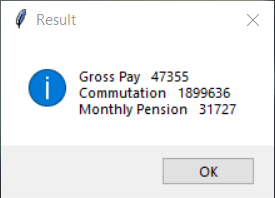 Result
Gross Pay 47355
Commutation 1899636
Monthly Pension 31727
OK